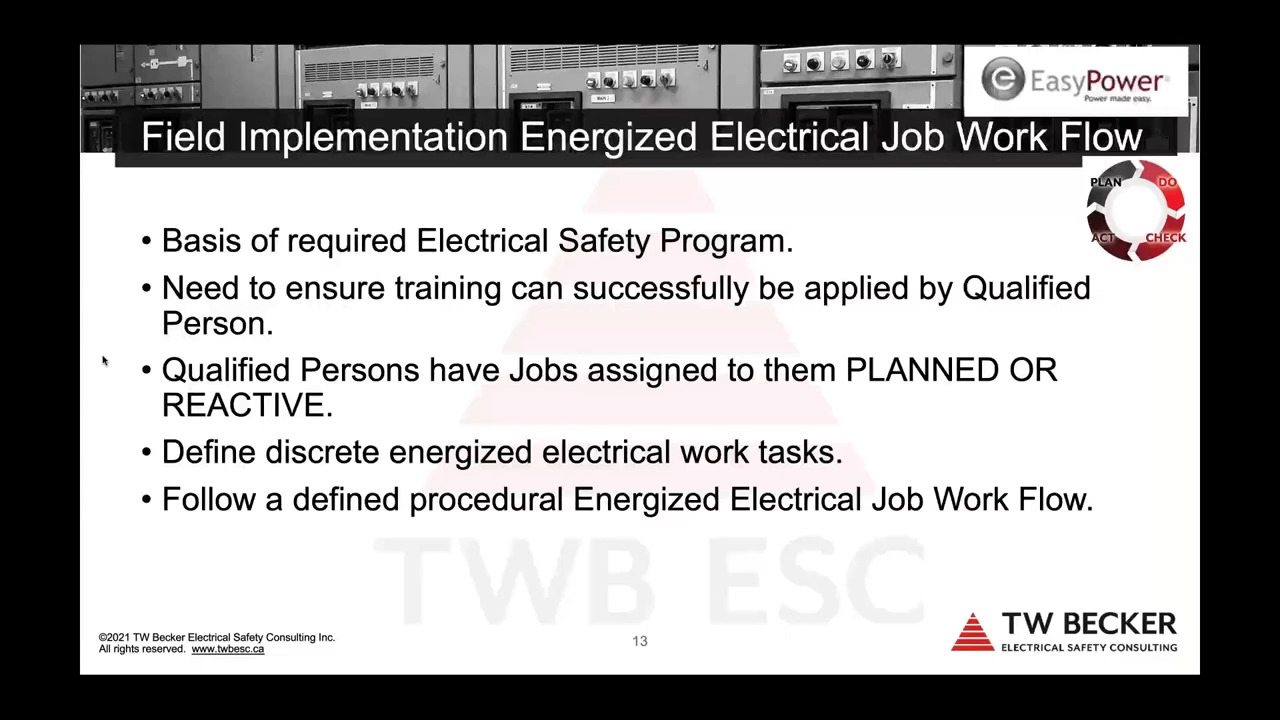 EasyPower®
Power made easy.
Field Implementation Energized Electrical Job Work Flow
PLAN
DO
ACT
CHECK
• Basis of required Electrical Safety Program.
• Need to ensure training can successfully be applied by Qualified
Person.
• Qualified Persons have Jobs assigned to them PLANNED OR
REACTIVE.
• Define discrete energized electrical work tasks.
• Follow a defined procedural Energized Electrical Job Work Flow.
TWB ESC
©2021 TW Becker Electrical Safety Consulting Inc.
All rights reserved. www.twbesc.ca
13
TW BECKER
ELECTRICAL SAFETY CONSULTING